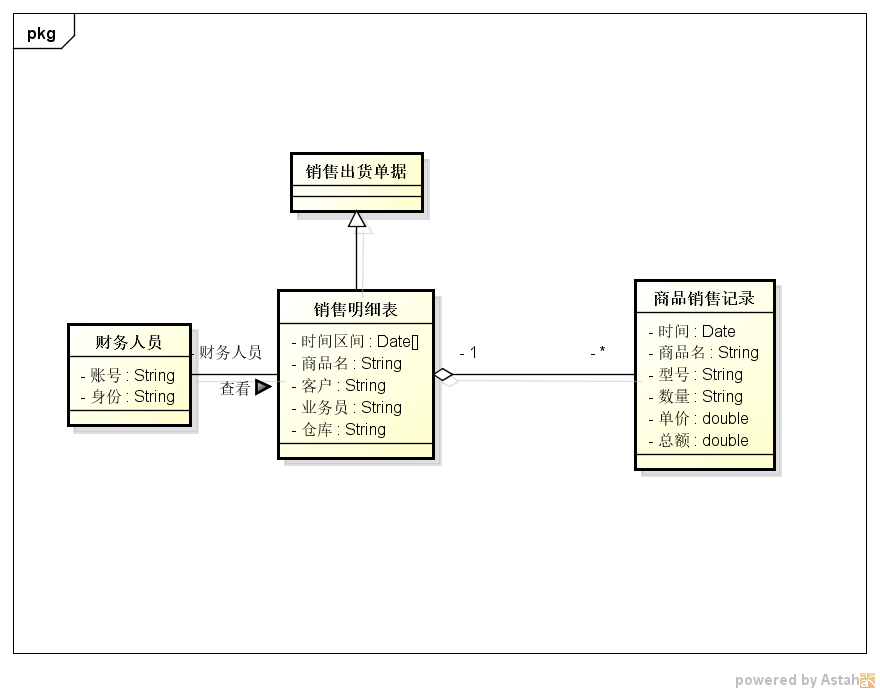 pkg
销售出货单据
销售明细表
- 时间区间 : Date[]
- 商品名 : String
- 客户 : String
- 业务员 : String
- 仓库 : String
财务人员
- 账号 : String
- 身份 : String
- 财务人员
查看
- 1
- *
商品销售记录
- 时间 : Date
- 商品名 : String
- 型号 : String
- 数量 : String
- 单价 : double
- 总额 : double
powered by Astah